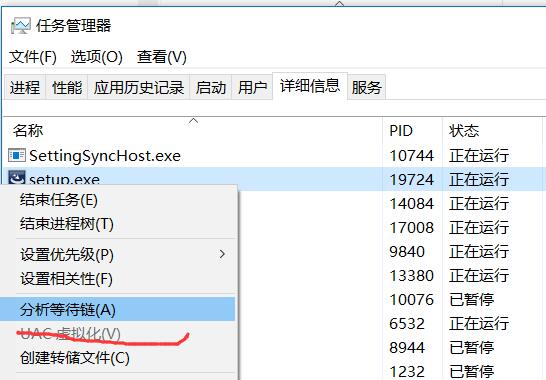 任务管理器
文件(F) 选项(O) 查看(V)
进程 性能 应用历史记录 启动 用户 详细信息 服务
名称 PID 状态
SettingSyncHost.exe 10744 正在运行
setup.exe 19724 正在运行
结束任务(E) 14084 正在运行
结束进程树(T) 17008 正在运行
设置优先级(P) 9840 正在运行
设置相关性(F) 13380 正在运行
分析等待链(A) 10076 已暂停
UAC 虚拟化(V) 6532 正在运行
创建转储文件(C) 8944 已暂停
1232 已暂停